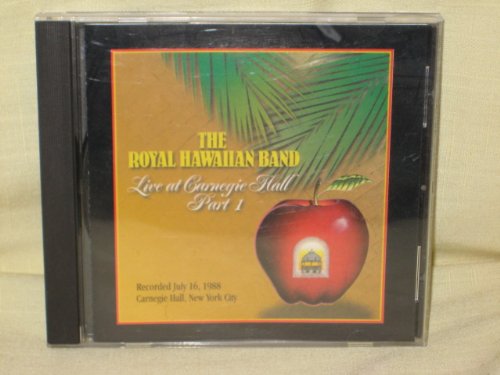 THE
ROYAL HAWAIIAN BAND
Live at Carnegie Hall
Part 1
Recorded July 16, 1988
Carnegie Hall, New York City